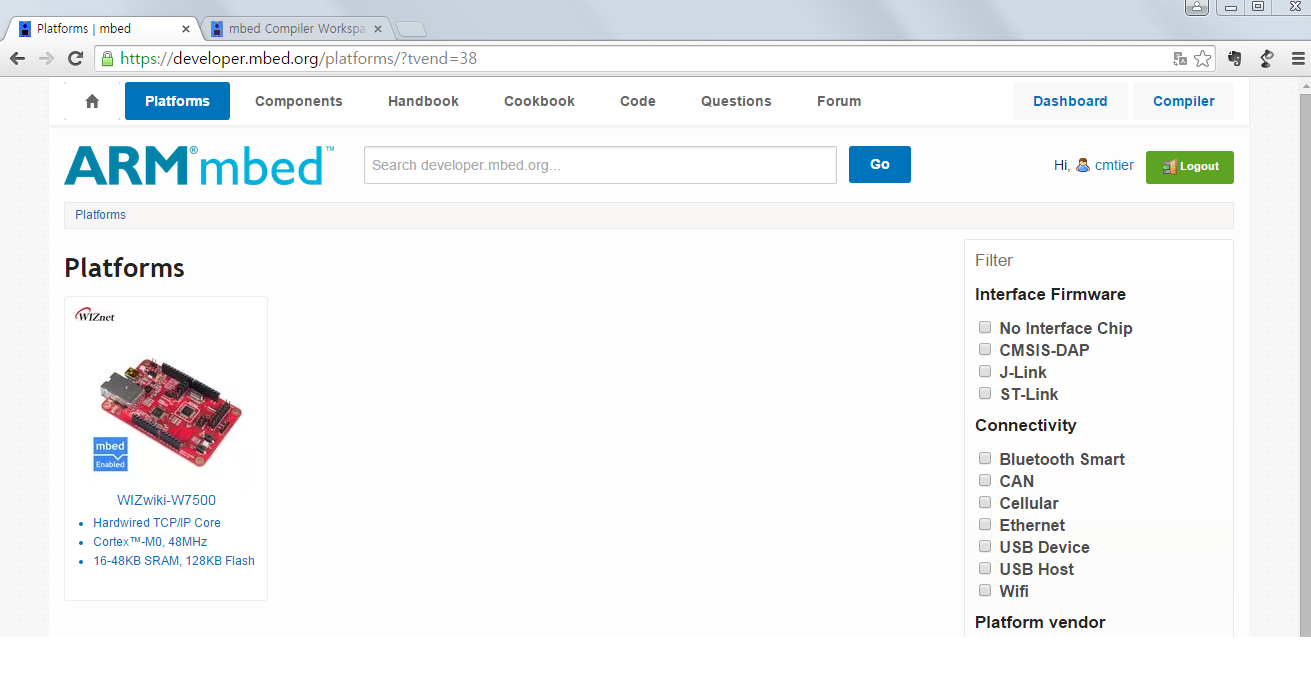 Platforms | mbed
mbed Compiler Workspa
https://developer.mbed.org/platforms/?tvend=38
Platforms Components Handbook Cookbook Code Questions Forum Dashboard Compiler
ARM®mbed™
Search developer.mbed.org...
Go
Hi, cmtier
Logout
Platforms
Platforms
WIZnet
mbed
Enabled
WIZwiki-W7500
• Hardwired TCP/IP Core
• Cortex™-M0, 48MHz
• 16-48KB SRAM, 128KB Flash
Filter
Interface Firmware
No Interface Chip
CMSIS-DAP
J-Link
ST-Link
Connectivity
Bluetooth Smart
CAN
Cellular
Ethernet
USB Device
USB Host
Wifi
Platform vendor